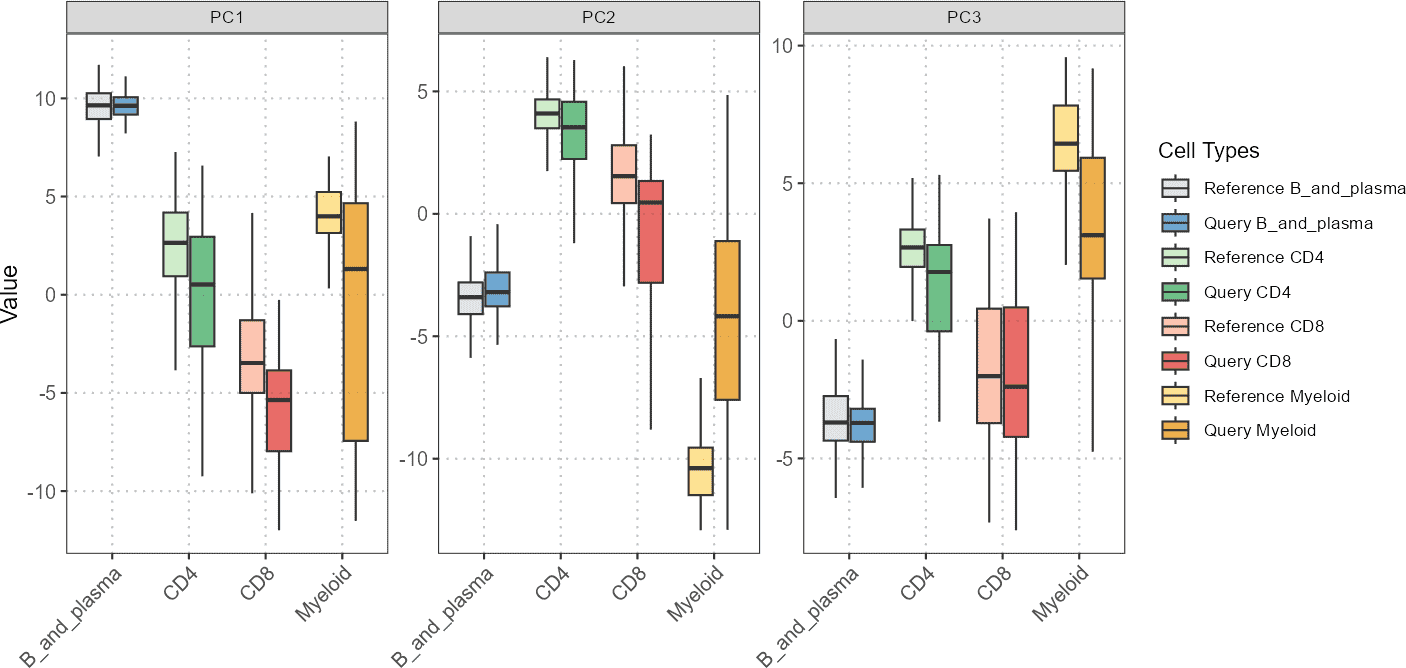 PC1
PC2
PC3
Value
10
5
0
-5
-10
5
0
-5
-10
10
5
0
-5
B_and_plasma
CD4
CD8
Myeloid
B_and_plasma
CD4
CD8
Myeloid
B_and_plasma
CD4
CD8
Myeloid
Cell Types
Reference B_and_plasma
Query B_and_plasma
Reference CD4
Query CD4
Reference CD8
Query CD8
Reference Myeloid
Query Myeloid